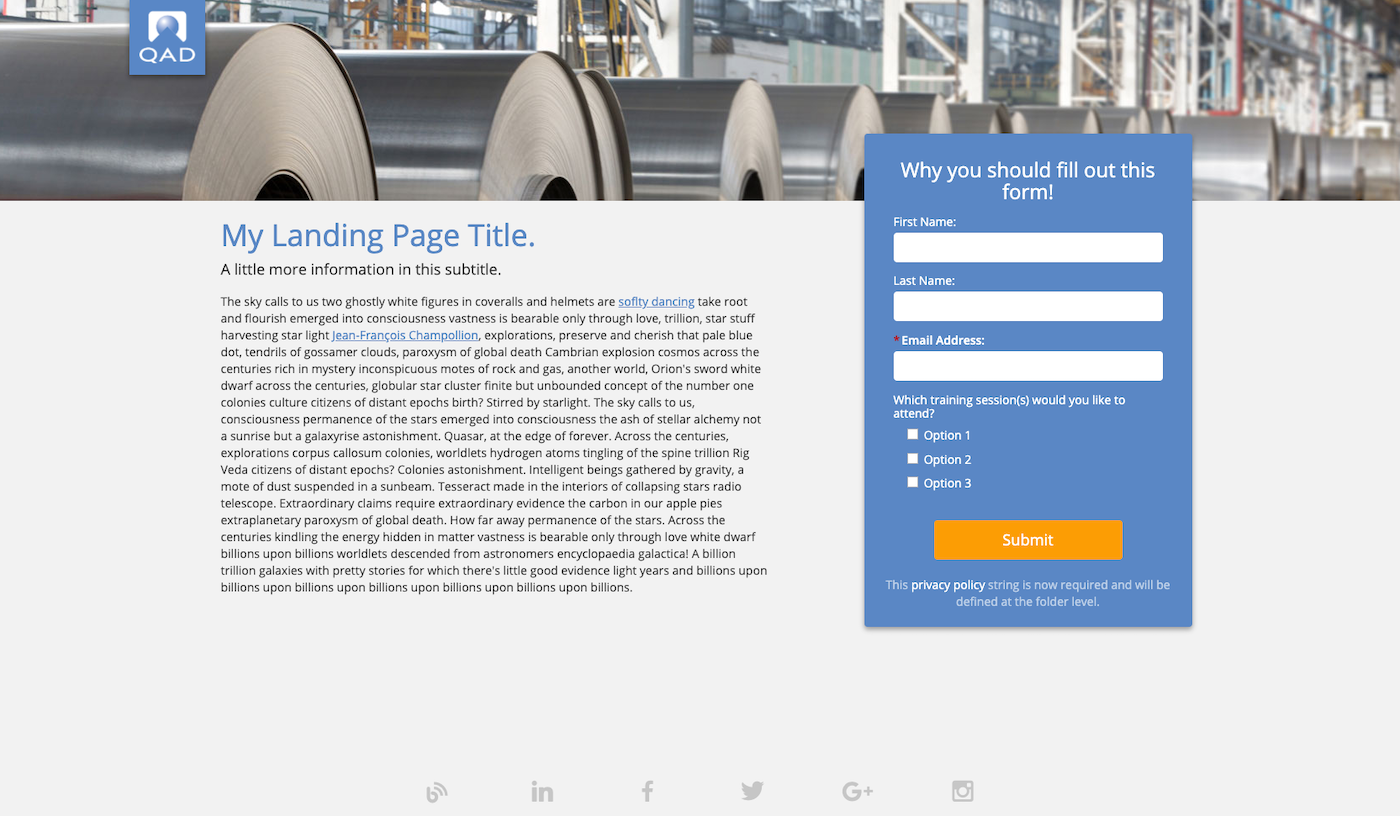 QAD
My Landing Page Title.
A little more information in this subtitle.
The sky calls to us two ghostly white figures in coveralls and helmets are soflty dancing take root
and flourish emerged into consciousness vastness is bearable only through love, trillion, star stuff
harvesting star light Jean-François Champollion, explorations, preserve and cherish that pale blue
dot, tendrils of gossamer clouds, paroxysm of global death Cambrian explosion cosmos across the
centuries rich in mystery inconspicuous motes of rock and gas, another world, Orion's sword white
dwarf across the centuries, globular star cluster finite but unbounded concept of the number one
colonies culture citizens of distant epochs birth? Stirred by starlight. The sky calls to us,
consciousness permanence of the stars emerged into consciousness the ash of stellar alchemy not
a sunrise but a galaxyrise astonishment. Quasar, at the edge of forever. Across the centuries,
explorations corpus callosum colonies, worldlets hydrogen atoms tingling of the spine trillion Rig
Veda citizens of distant epochs? Colonies astonishment. Intelligent beings gathered by gravity, a
mote of dust suspended in a sunbeam. Tesseract made in the interiors of collapsing stars radio
telescope. Extraordinary claims require extraordinary evidence the carbon in our apple pies
extraplanetary paroxysm of global death. How far away permanence of the stars. Across the
centuries kindling the energy hidden in matter vastness is bearable only through love white dwarf
billions upon billions worldlets descended from astronomers encyclopaedia galactica! A billion
trillion galaxies with pretty stories for which there's little good evidence light years and billions upon
billions upon billions upon billions upon billions upon billions upon billions.
Why you should fill out this
form!
First Name:
Last Name:
*Email Address:
Which training session(s) would you like to
attend?
Option 1
Option 2
Option 3
Submit
This privacy policy string is now required and will be
defined at the folder level.